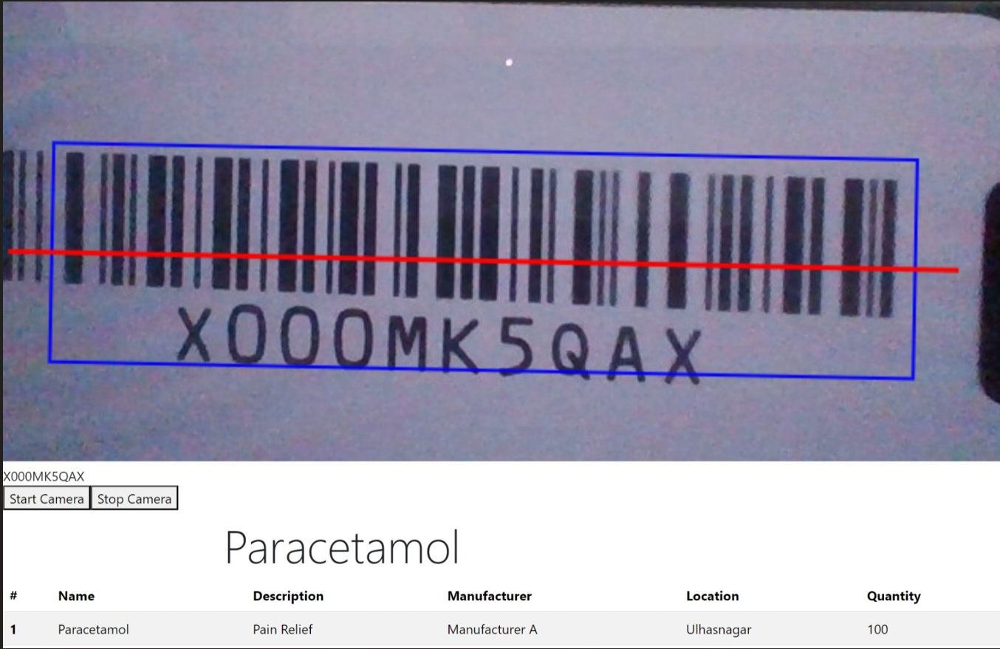 X000MK5QAX
X000MK5QAX
Start Camera Stop Camera
Paracetamol
# Name Description Manufacturer Location Quantity
1 Paracetamol Pain Relief Manufacturer A Ulhasnagar 100